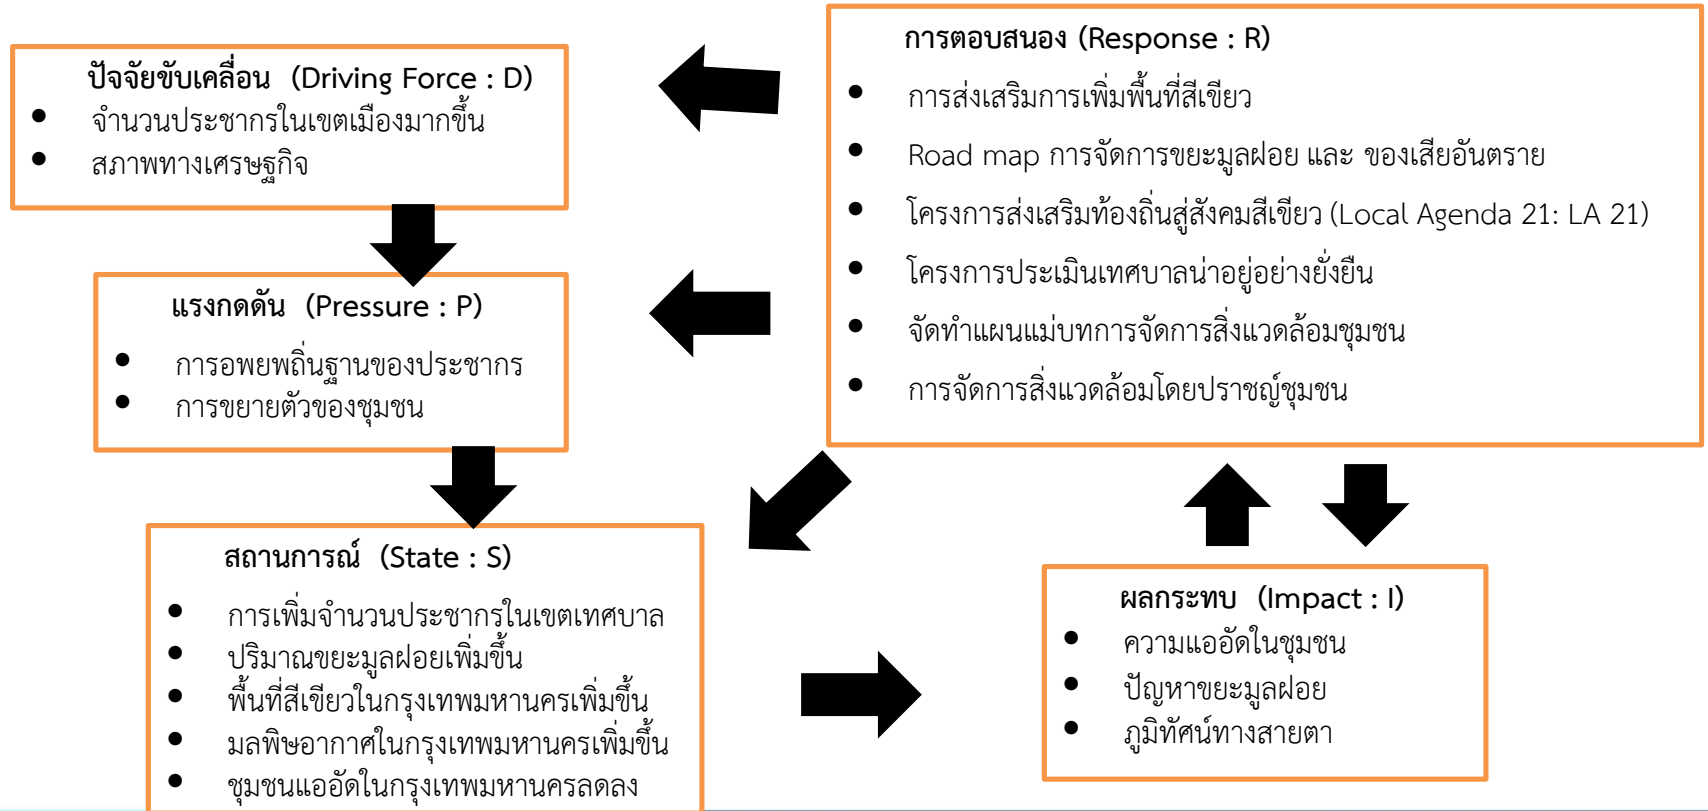 ปัจจัยขับเคลื่อน (Driving Force : D)
• จำนวนประชากรในเขตเมืองมากขึ้น
• สภาพทางเศรษฐกิจ
แรงกดดัน (Pressure : P)
• การอพยพถิ่นฐานของประชากร
• การขยายตัวของชุมชน
สถานการณ์ (State : S)
• การเพิ่มจำนวนประชากรในเขตเทศบาล
• ปริมาณขยะมูลฝอยเพิ่มขึ้น
• พื้นที่สีเขียวในกรุงเทพมหานครเพิ่มขึ้น
• มลพิษอากาศในกรุงเทพมหานครเพิ่มขึ้น
• ชุมชนแออัดในกรุงเทพมหานครลดลง
การตอบสนอง (Response : R)
• การส่งเสริมการเพิ่มพื้นที่สีเขียว
• Road map การจัดการขยะมูลฝอย และ ของเสียอันตราย
• โครงการส่งเสริมท้องถิ่นสู่สังคมสีเขียว (Local Agenda 21: LA 21)
• โครงการประเมินเทศบาลน่าอยู่อย่างยั่งยืน
• จัดทำแผนแม่บทการจัดการสิ่งแวดล้อมชุมชน
• การจัดการสิ่งแวดล้อมโดยปราชญ์ชุมชน
ผลกระทบ (Impact : I)
• ความแออัดในชุมชน
• ปัญหาขยะมูลฝอย
• ภูมิทัศน์ทางสายตา